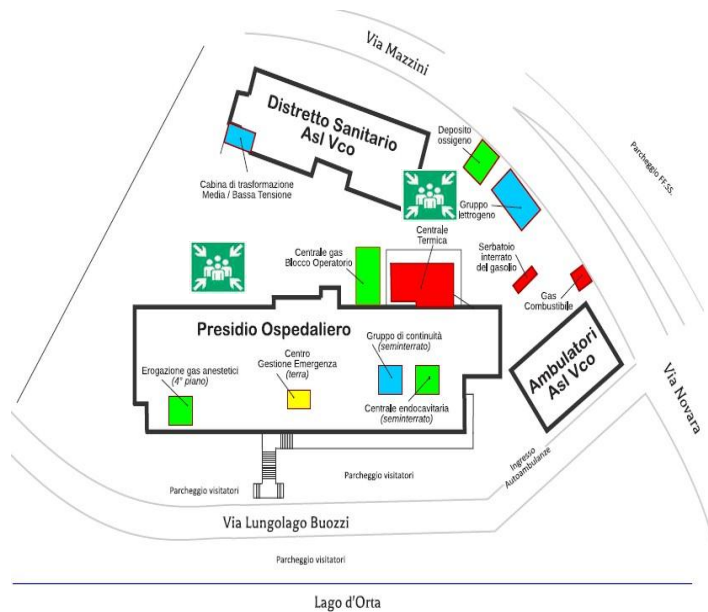 Via Mazzini
Distretto Sanitario
Asl Vco
Deposito
ossigeno
Parcheggio FF.SS.
Cabina di trasformazione
Media / Bassa Tensione
Gruppo
lettrogeno
Centrale
Termica
Centrale gas
Blocco Operatorio
Serbatoio
interrato
del gasolio
Gas
Combustibile
Presidio Ospedaliero
Gruppo di continuità
(seminterrato)
Centro
Gestione Emergenza
(terra)
Erogazione gas anestetici
(4° piano)
Centrale endocavitaria
(seminterrato)
Ambulatori
Asl Vco
Via Novara
Ingresso
Autoambulanze
Parcheggio visitatori
Parcheggio visitatori
Via Lungolago Buozzi
Parcheggio visitatori
Lago d'Orta